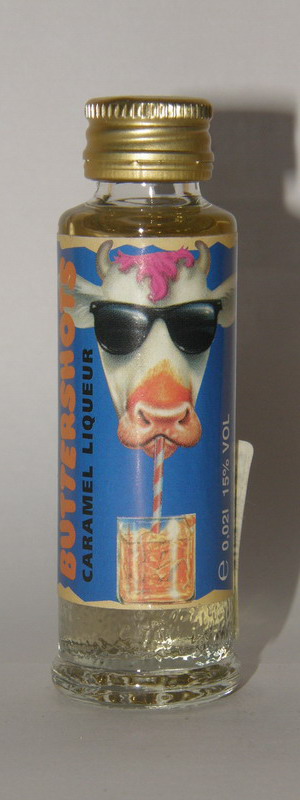 BUTTERSHOTS
CARAMEL LIQUEUR
℮ 0,02l 15% VOL